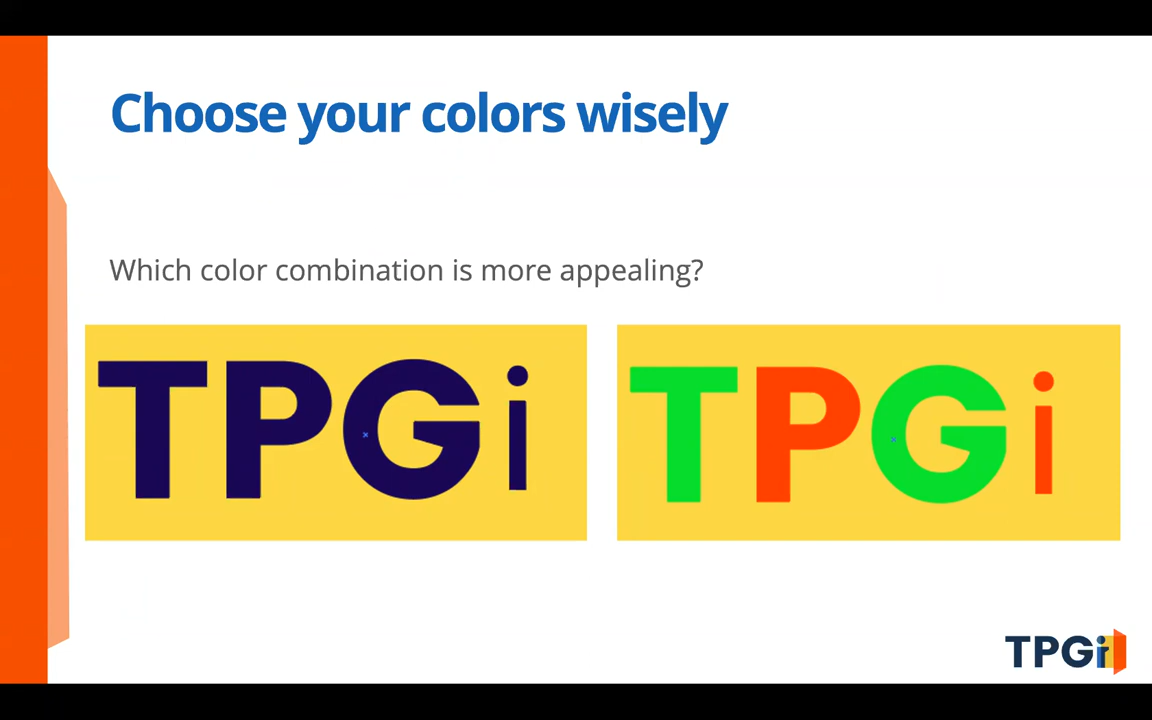 Choose your colors wisely
Which color combination is more appealing?
TPGi
TPGi
TPGi